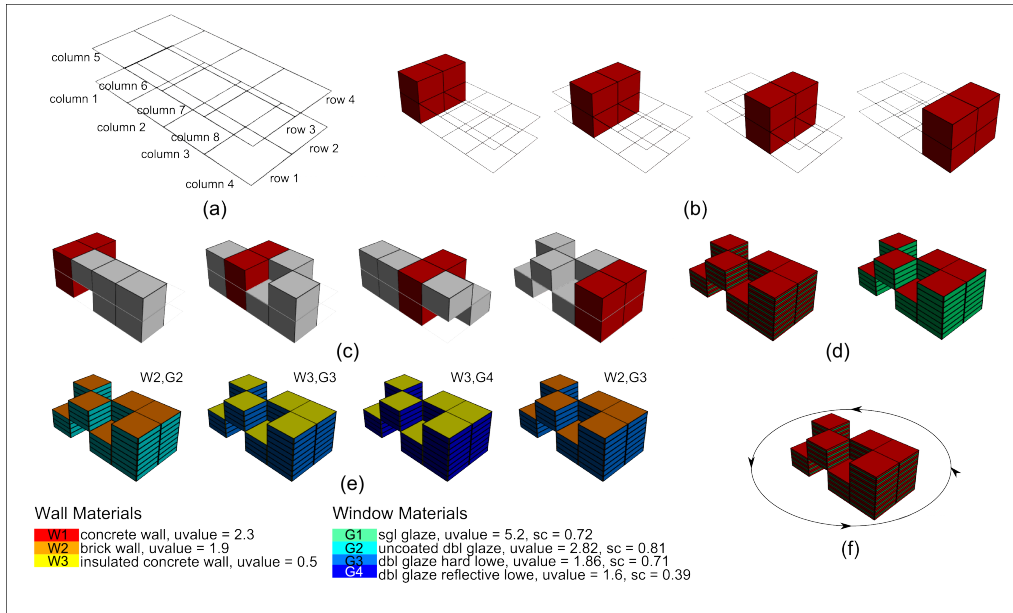 column 5
column 6
column 1
column 7
column 2
column 8
column 3
column 4
row 4
row 3
row 2
row 1
(a)
(b)
(c)
(d)
W2,G2
W3,G3
W3,G4
W2,G3
(e)
(f)
Wall Materials
W1 concrete wall, uvalue = 2.3
W2 brick wall, uvalue = 1.9
W3 insulated concrete wall, uvalue = 0.5
Window Materials
G1 sgl glaze, uvalue = 5.2, sc = 0.72
G2 uncoated dbl glaze, uvalue = 2.82, sc = 0.81
G3 dbl glaze hard lowe, uvalue = 1.86, sc = 0.71
G4 dbl glaze reflective lowe, uvalue = 1.6, sc = 0.39